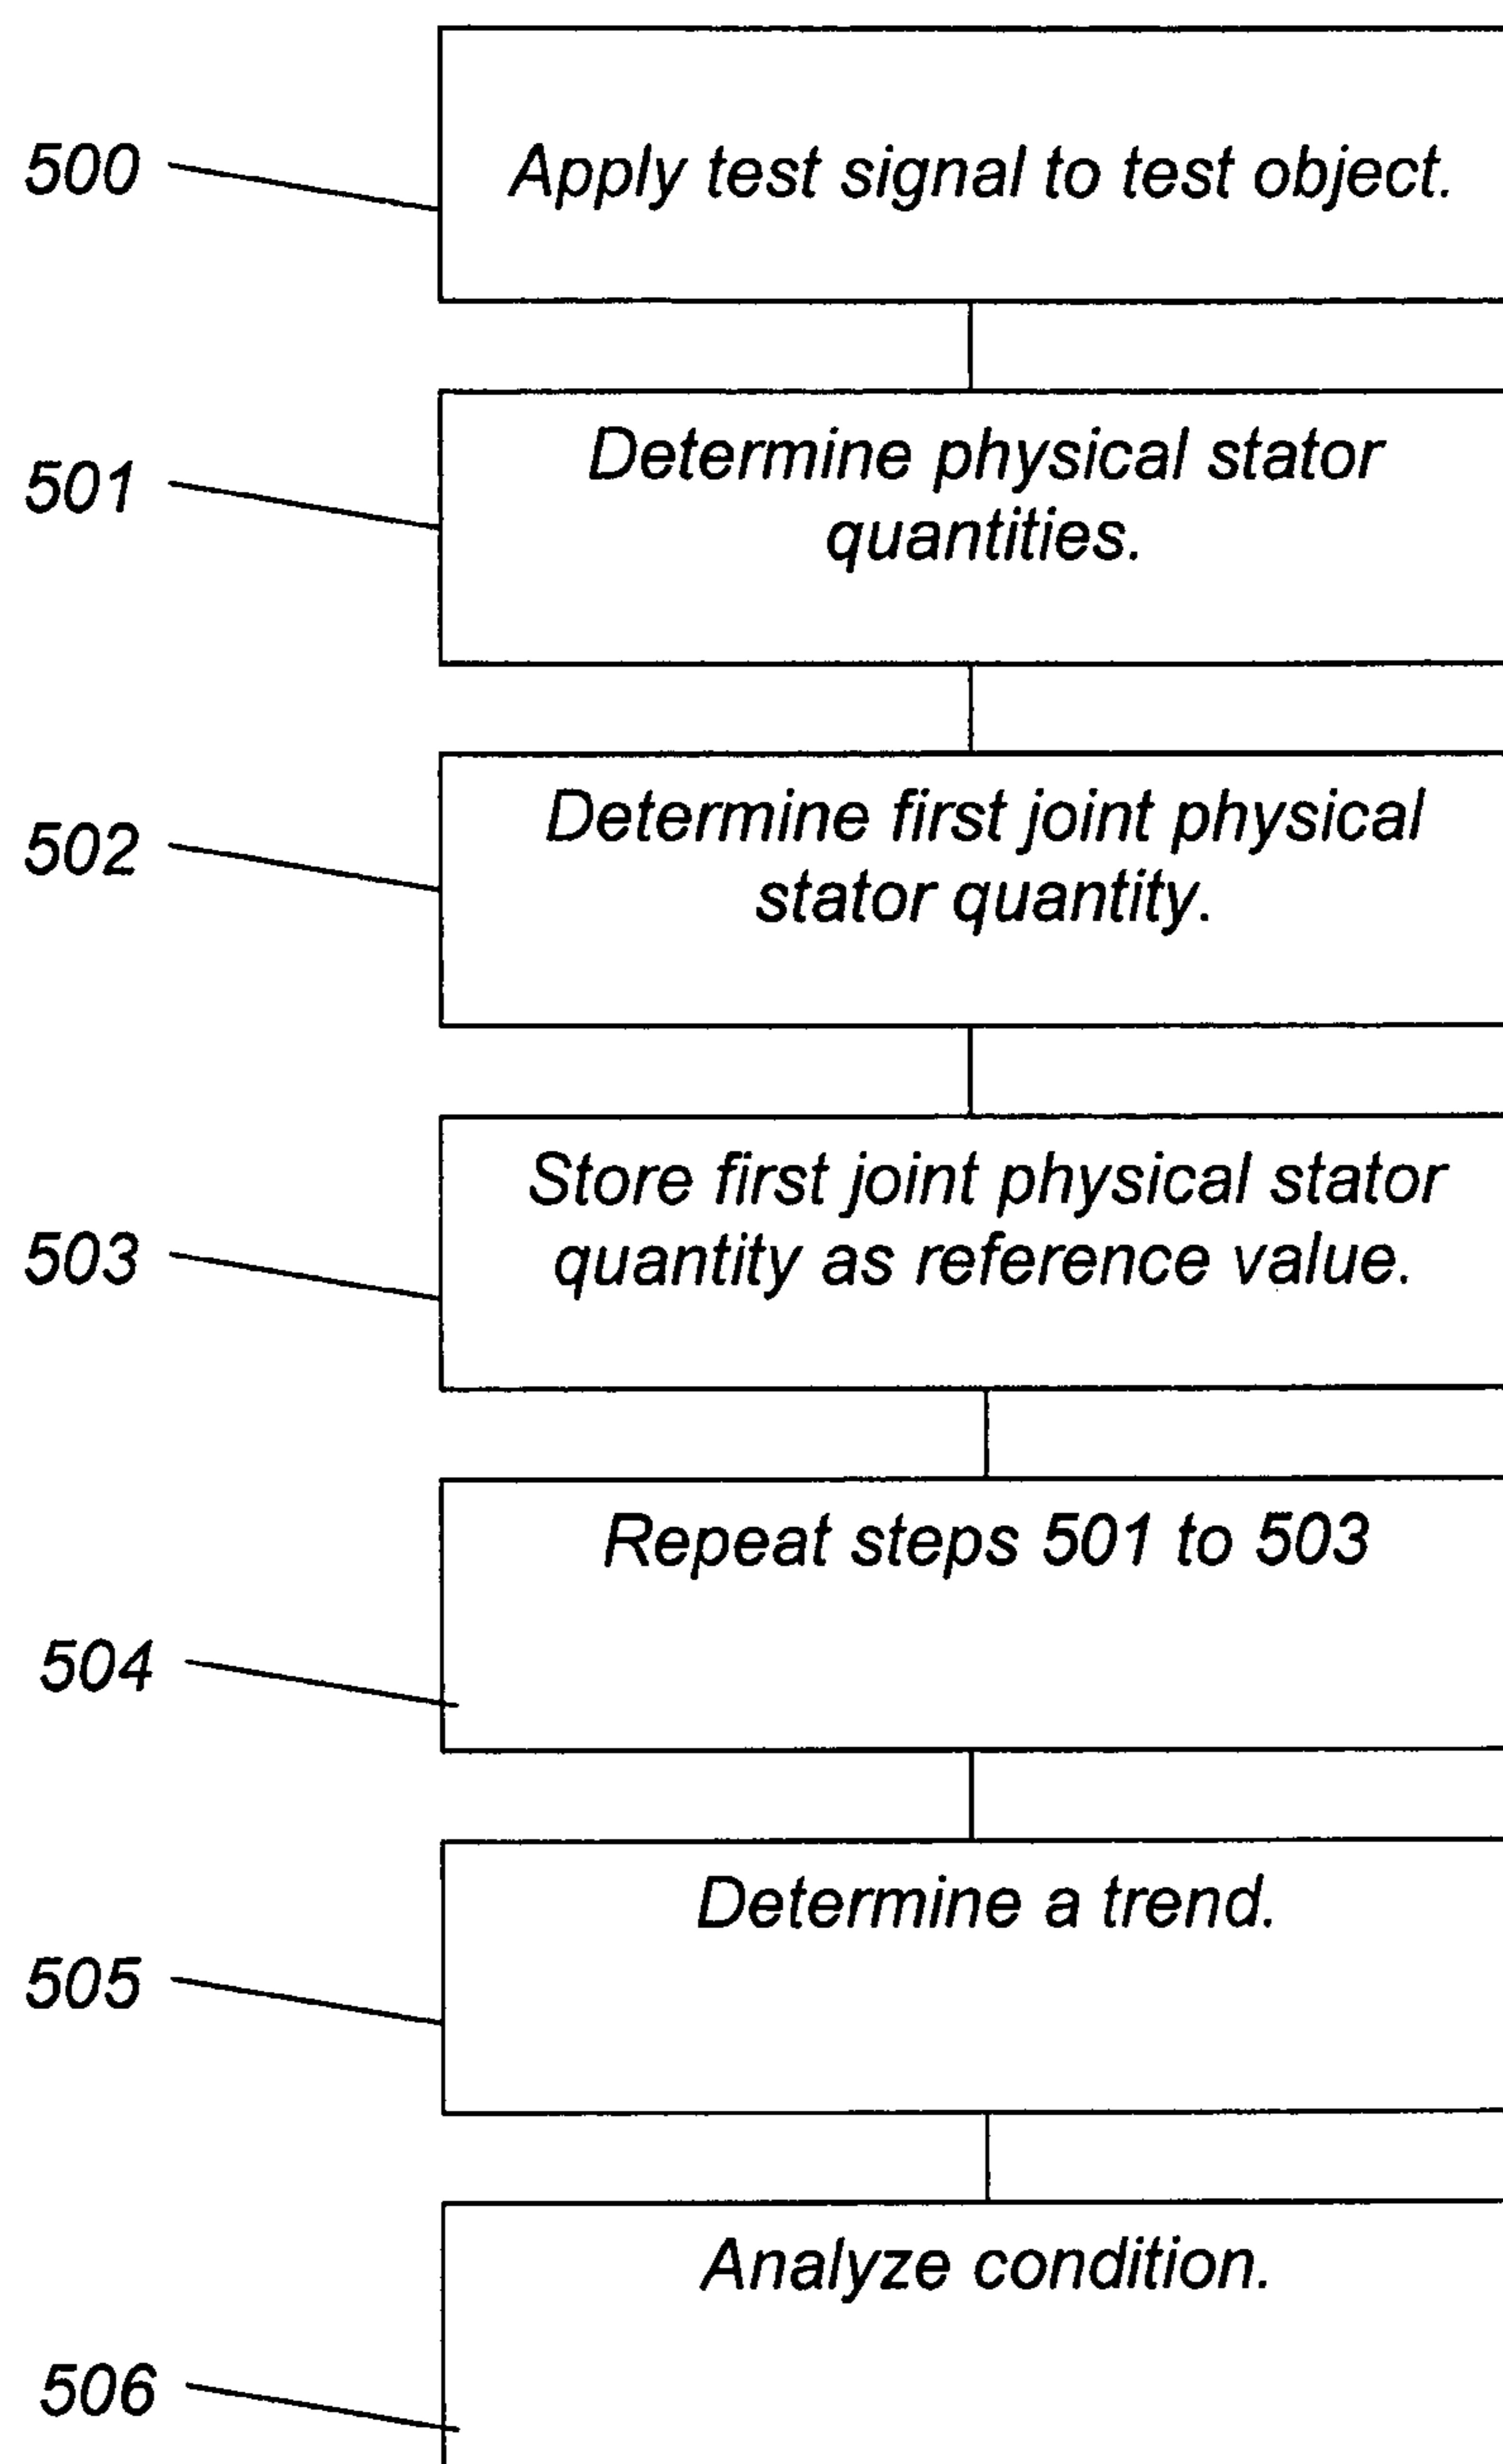 500
Apply test signal to test object.
501
Determine physical stator
quantities.
502
Determine first joint physical
stator quantity.
503
Store first joint physical stator
quantity as reference value.
504
Repeat steps 501 to 503
505
Determine a trend.
506
Analyze condition.